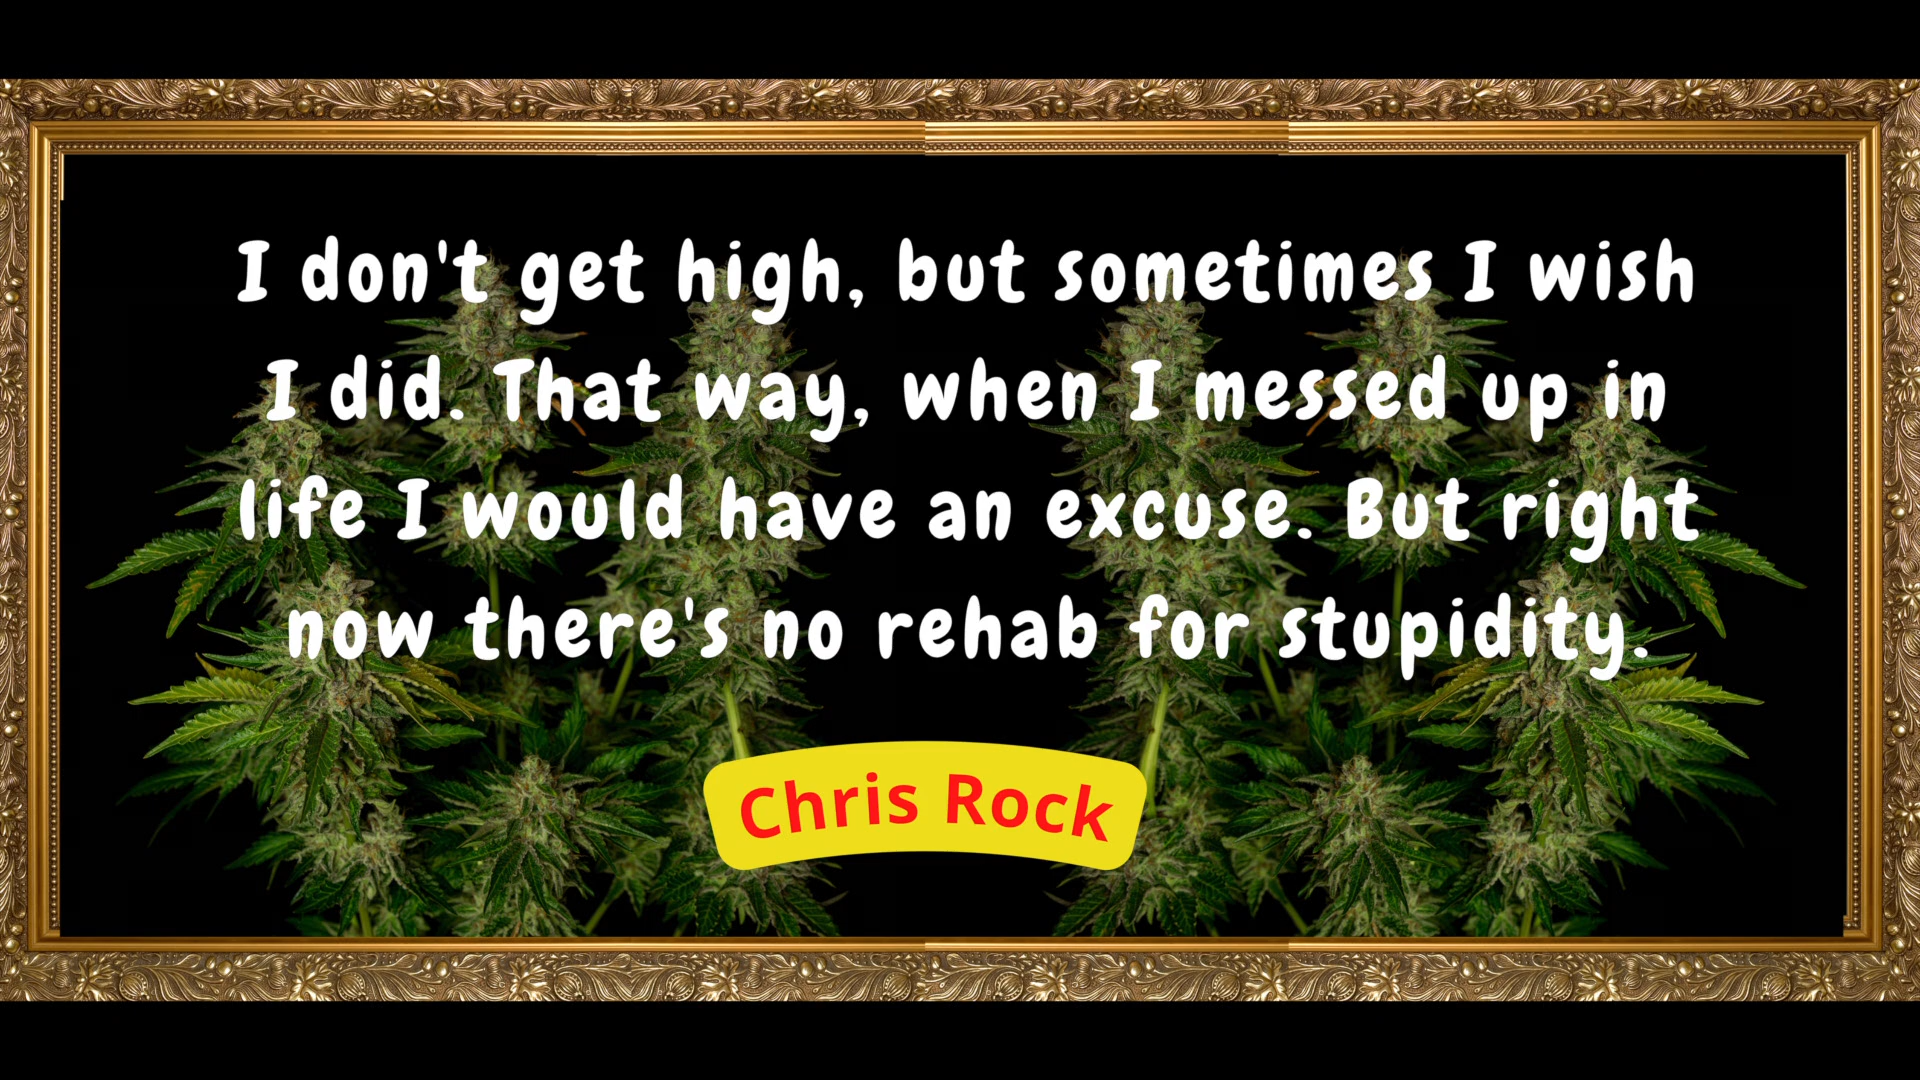 I don't get high, but sometimes I wish
I did. That way, when I messed up in
life I would have an excuse. But right
now there's no rehab for stupidity.
Chris Rock